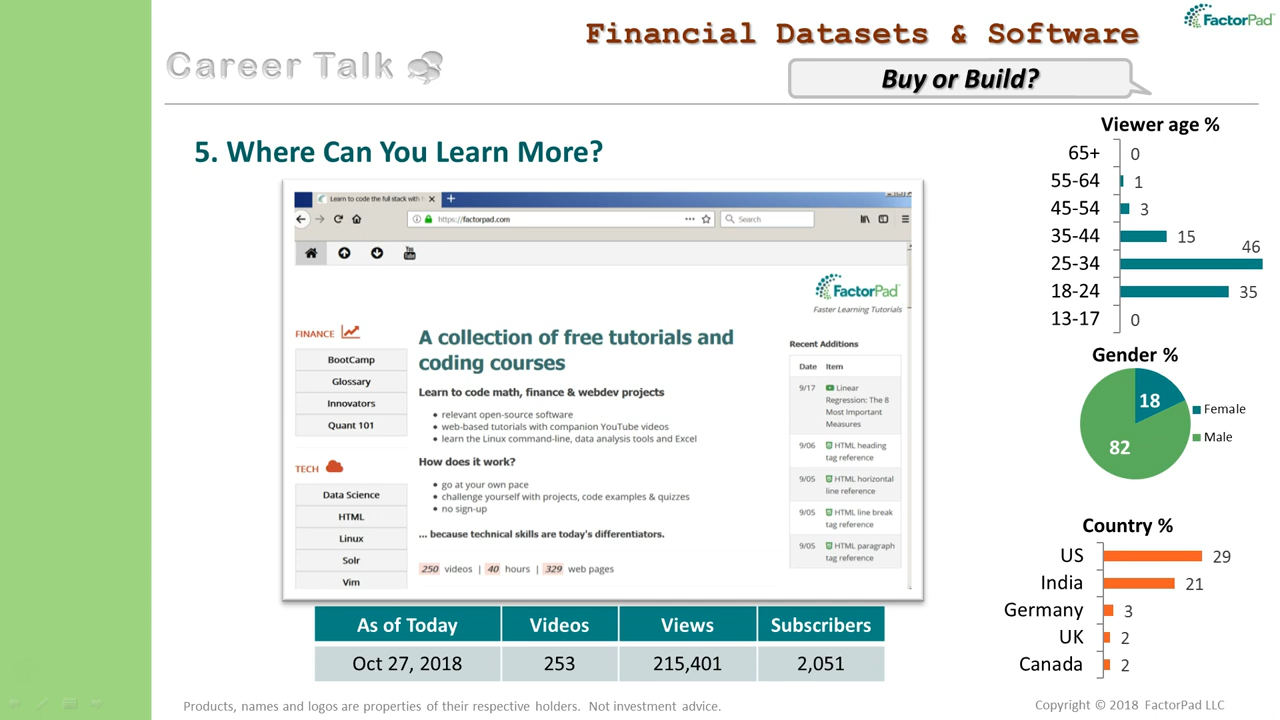 Financial Datasets & Software
FactorPad
Career Talk
Buy or Build?
5. Where Can You Learn More?
Learn to code the full stack with
https://factorpad.com
Search
You
Tube
FactorPad
Faster Learning Tutorials
FINANCE
BootCamp
Glossary
Innovators
Quant 101
TECH
Data Science
HTML
Linux
Solr
Vim
A collection of free tutorials and
coding courses
Learn to code math, finance & webdev projects
• relevant open-source software
• web-based tutorials with companion YouTube videos
• learn the Linux command-line, data analysis tools and Excel
How does it work?
• go at your own pace
• challenge yourself with projects, code examples & quizzes
• no sign-up
... because technical skills are today's differentiators.
250 videos | 40 hours | 329 web pages
Recent Additions
Date Item
9/17 Linear
Regression: The 8
Most Important
Measures
9/06 HTML heading
tag reference
9/05 HTML horizontal
line reference
9/05 HTML line break
tag reference
9/05 HTML paragraph
tag reference
As of Today Videos Views Subscribers
Oct 27, 2018 253 215,401 2,051
Viewer age %
65+ 0
55-64 1
45-54 3
35-44 15
25-34 46
18-24 35
13-17 0
Gender %
18
82
Female
Male
Country %
US 29
India 21
Germany 3
UK 2
Canada 2
Products, names and logos are properties of their respective holders. Not investment advice.
Copyright © 2018 FactorPad LLC